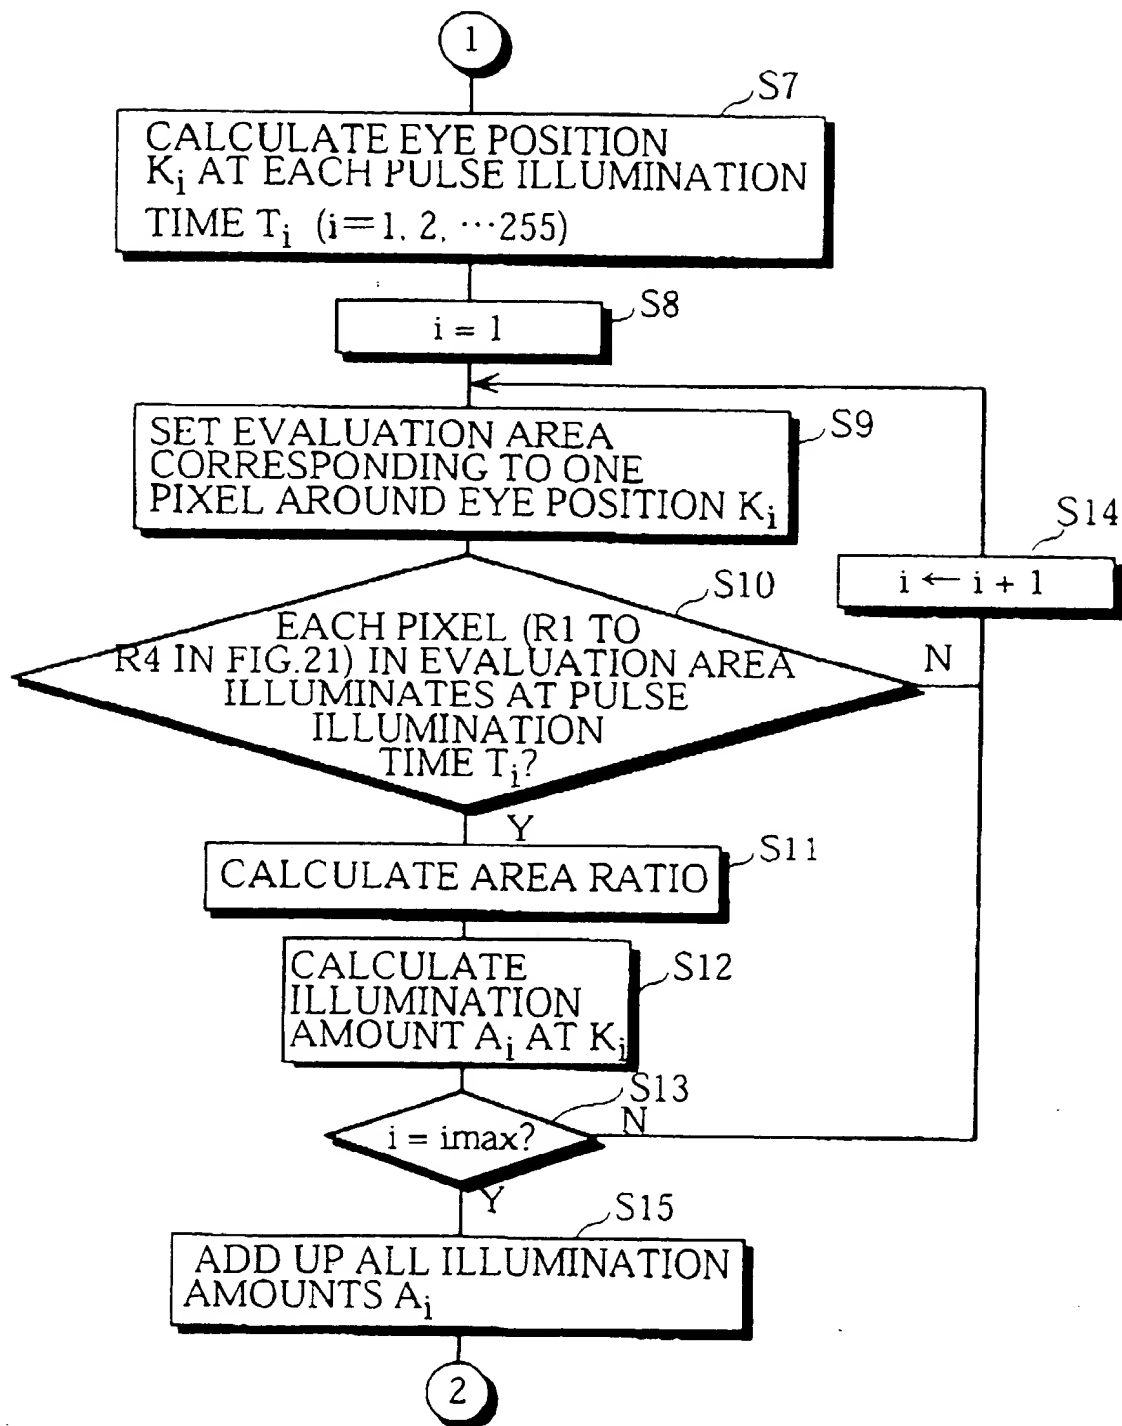 1
S7
CALCULATE EYE POSITION
Ki AT EACH PULSE ILLUMINATION
TIME Ti (i=1, 2, ⋯255)
S8
i = 1
S9
SET EVALUATION AREA
CORRESPONDING TO ONE
PIXEL AROUND EYE POSITION Ki
S14
i ← i + 1
S10
EACH PIXEL (R1 TO
R4 IN FIG.21) IN EVALUATION AREA
ILLUMINATES AT PULSE
ILLUMINATION
TIME Ti?
N
Y
S11
CALCULATE AREA RATIO
S12
CALCULATE
ILLUMINATION
AMOUNT Ai AT Ki
S13
i = imax?
N
Y
S15
ADD UP ALL ILLUMINATION
AMOUNTS Ai
2